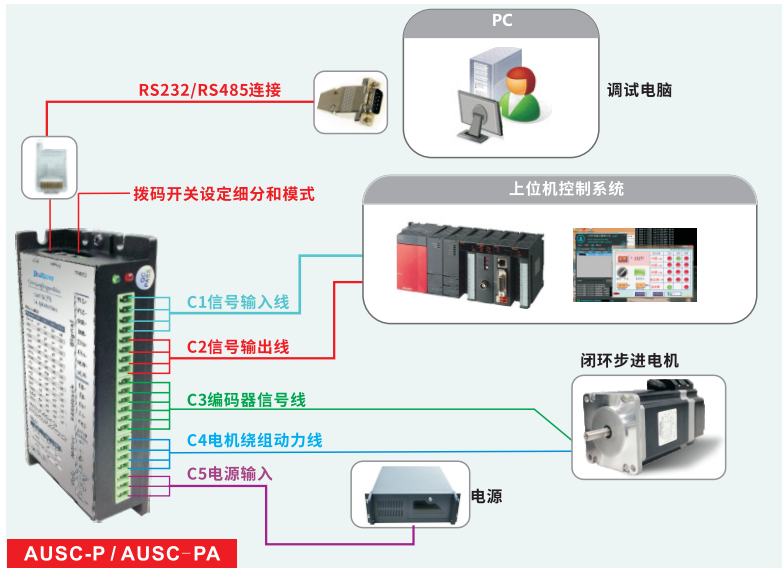 PC
RS232/RS485连接
调试电脑
拨码开关设定细分和模式
上位机控制系统
C1信号输入线
C2信号输出线
闭环步进电机
C3编码器信号线
C4电机绕组动力线
C5电源输入
电源
AUSC-P / AUSC-PA